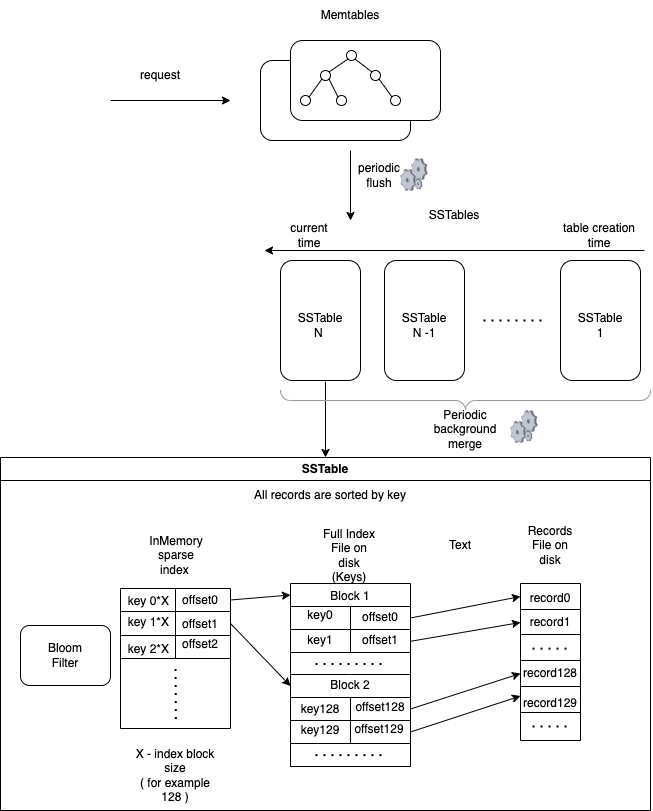 Memtables
request
periodic
flush
SSTables
current
time
table creation
time
SSTable
N
SSTable
N -1
. . . . . . . .
SSTable
1
Periodic
background
merge
SSTable
All records are sorted by key
InMemory
sparse
index
Full Index
File on
disk
(Keys)
Text
Records
File on
disk
Bloom
Filter
key 0*X offset0
key 1*X offset1
key 2*X offset2
Block 1
key0 offset0
key1 offset1
. . . . . . . . .
Block 2
key128 offset128
key129 offset129
. . . . . . . . .
record0
record1
. . . . .
record128
record129
. . . . .
X - index block
size
( for example
128 )